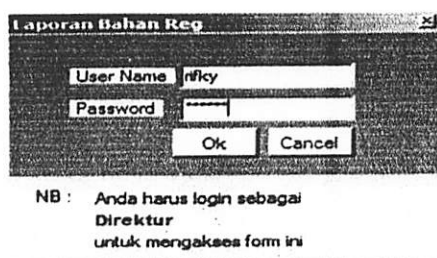 Laporan Bahan Reg
User Name rifky
Password
Ok Cancel
NB : Anda harus login sebagai
Direktur
untuk mengakses form ini